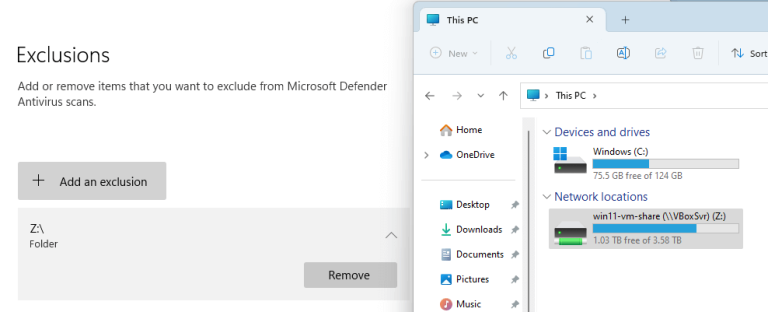 Exclusions
Add or remove items that you want to exclude from Microsoft Defender
Antivirus scans.
Add an exclusion
Z:\
Folder
Remove
This PC
New
Sort
This PC
Home
OneDrive
Desktop
Downloads
Documents
Pictures
Music
Devices and drives
Windows (C:)
75.5 GB free of 124 GB
Network locations
win11-vm-share (\\VBoxSvr) (Z:)
1.03 TB free of 3.58 TB